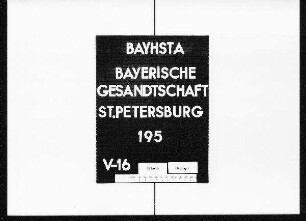 BAYHSTA
BAYERISCHE
GESANDTSCHAFT
ST. PETERSBURG
195
V-16